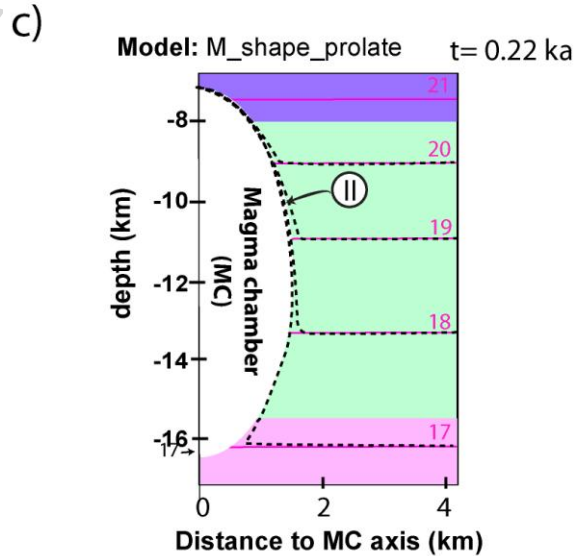 c)
Model: M_shape_prolate t= 0.22 ka
21
-8
20
-10
II
19
Magma chamber
(MC)
depth (km)
-12
18
-14
17
-16
17
0 2 4
Distance to MC axis (km)